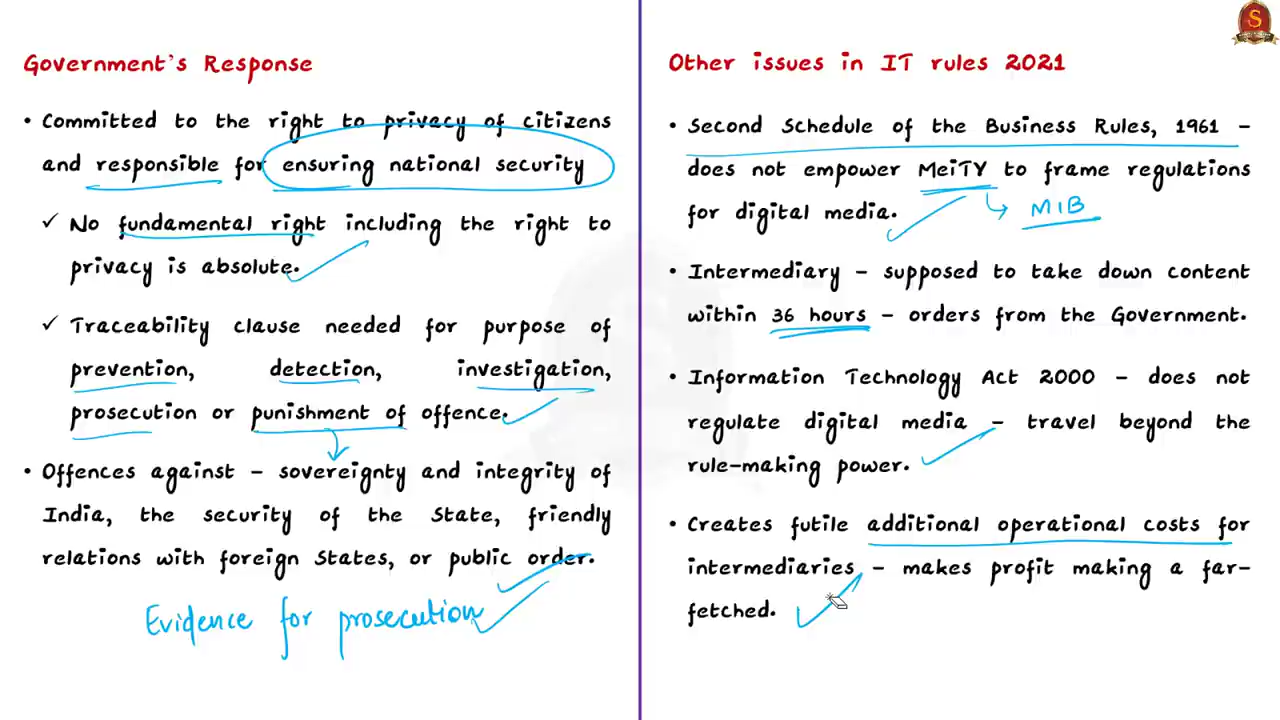 Government's Response
• Committed to the right to privacy of citizens
and responsible for ensuring national security
✓ No fundamental right including the right to
privacy is absolute.
✓ Traceability clause needed for purpose of
prevention, detection, investigation,
prosecution or punishment of offence.
• Offences against – sovereignty and integrity of
India, the security of the State, friendly
relations with foreign States, or public order.
Evidence for prosecution
Other issues in IT rules 2021
• Second Schedule of the Business Rules, 1961 –
does not empower MeiTY to frame regulations
for digital media.
MIB
• Intermediary – supposed to take down content
within 36 hours – orders from the Government.
• Information Technology Act 2000 – does not
regulate digital media – travel beyond the
rule-making power.
• Creates futile additional operational costs for
intermediaries – makes profit making a far-
fetched.
S